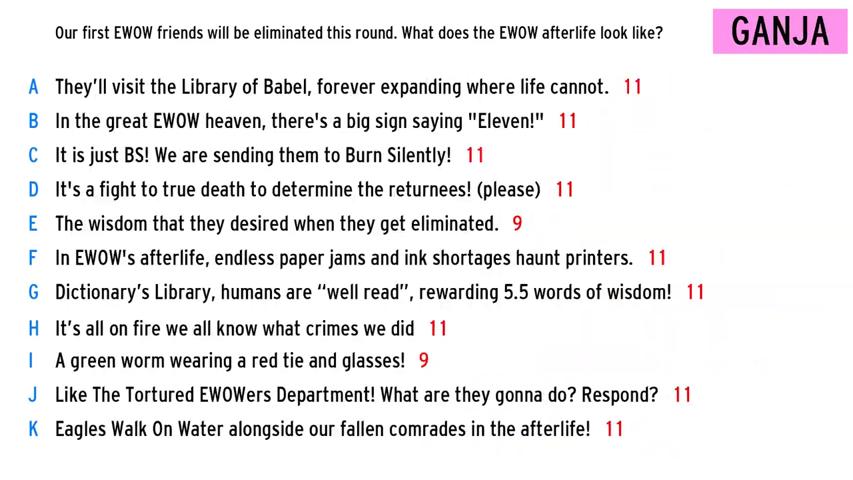 Our first EWOW friends will be eliminated this round. What does the EWOW afterlife look like?
GANJA
A They'll visit the Library of Babel, forever expanding where life cannot. 11
B In the great EWOW heaven, there's a big sign saying "Eleven!" 11
C It is just BS! We are sending them to Burn Silently! 11
D It's a fight to true death to determine the returnees! (please) 11
E The wisdom that they desired when they get eliminated. 9
F In EWOW's afterlife, endless paper jams and ink shortages haunt printers. 11
G Dictionary's Library, humans are “well read”, rewarding 5.5 words of wisdom! 11
H It’s all on fire we all know what crimes we did 11
I A green worm wearing a red tie and glasses! 9
J Like The Tortured EWOWers Department! What are they gonna do? Respond? 11
K Eagles Walk On Water alongside our fallen comrades in the afterlife! 11